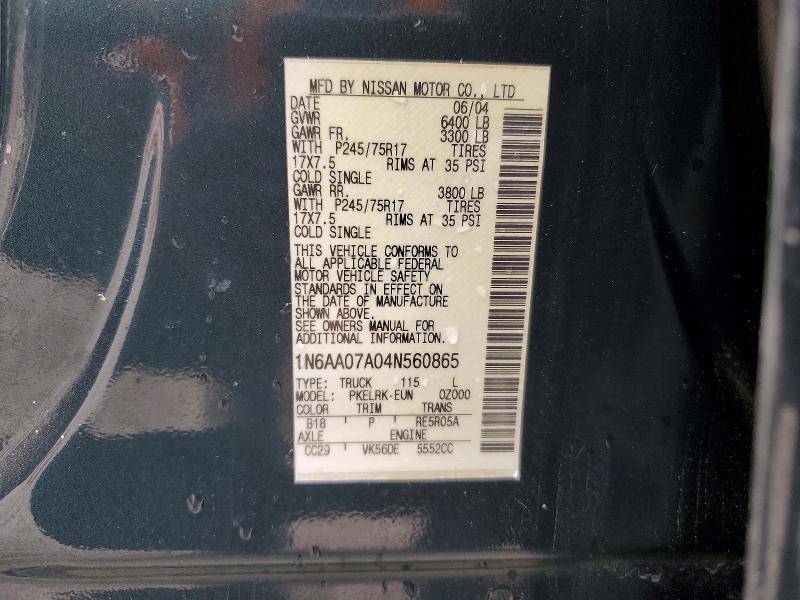 MFD BY NISSAN MOTOR CO., LTD
DATE 06/04
GVWR 6400 LB
GAWR FR. 3300 LB
WITH P245/75R17 TIRES
17X7.5 RIMS AT 35 PSI
COLD SINGLE
GAWR RR. 3800 LB
WITH P245/75R17 TIRES
17X7.5 RIMS AT 35 PSI
COLD SINGLE
THIS VEHICLE CONFORMS TO
ALL APPLICABLE FEDERAL
MOTOR VEHICLE SAFETY
STANDARDS IN EFFECT ON
THE DATE OF MANUFACTURE
SHOWN ABOVE.
SEE OWNERS MANUAL FOR
ADDITIONAL INFORMATION.
1N6AA07A04N560865
TYPE: TRUCK 115 L
MODEL: PKELRK-EUN 0Z000
COLOR TRIM TRANS
B18 P RE5R05A
AXLE ENGINE
CC29 VK56DE 5552CC